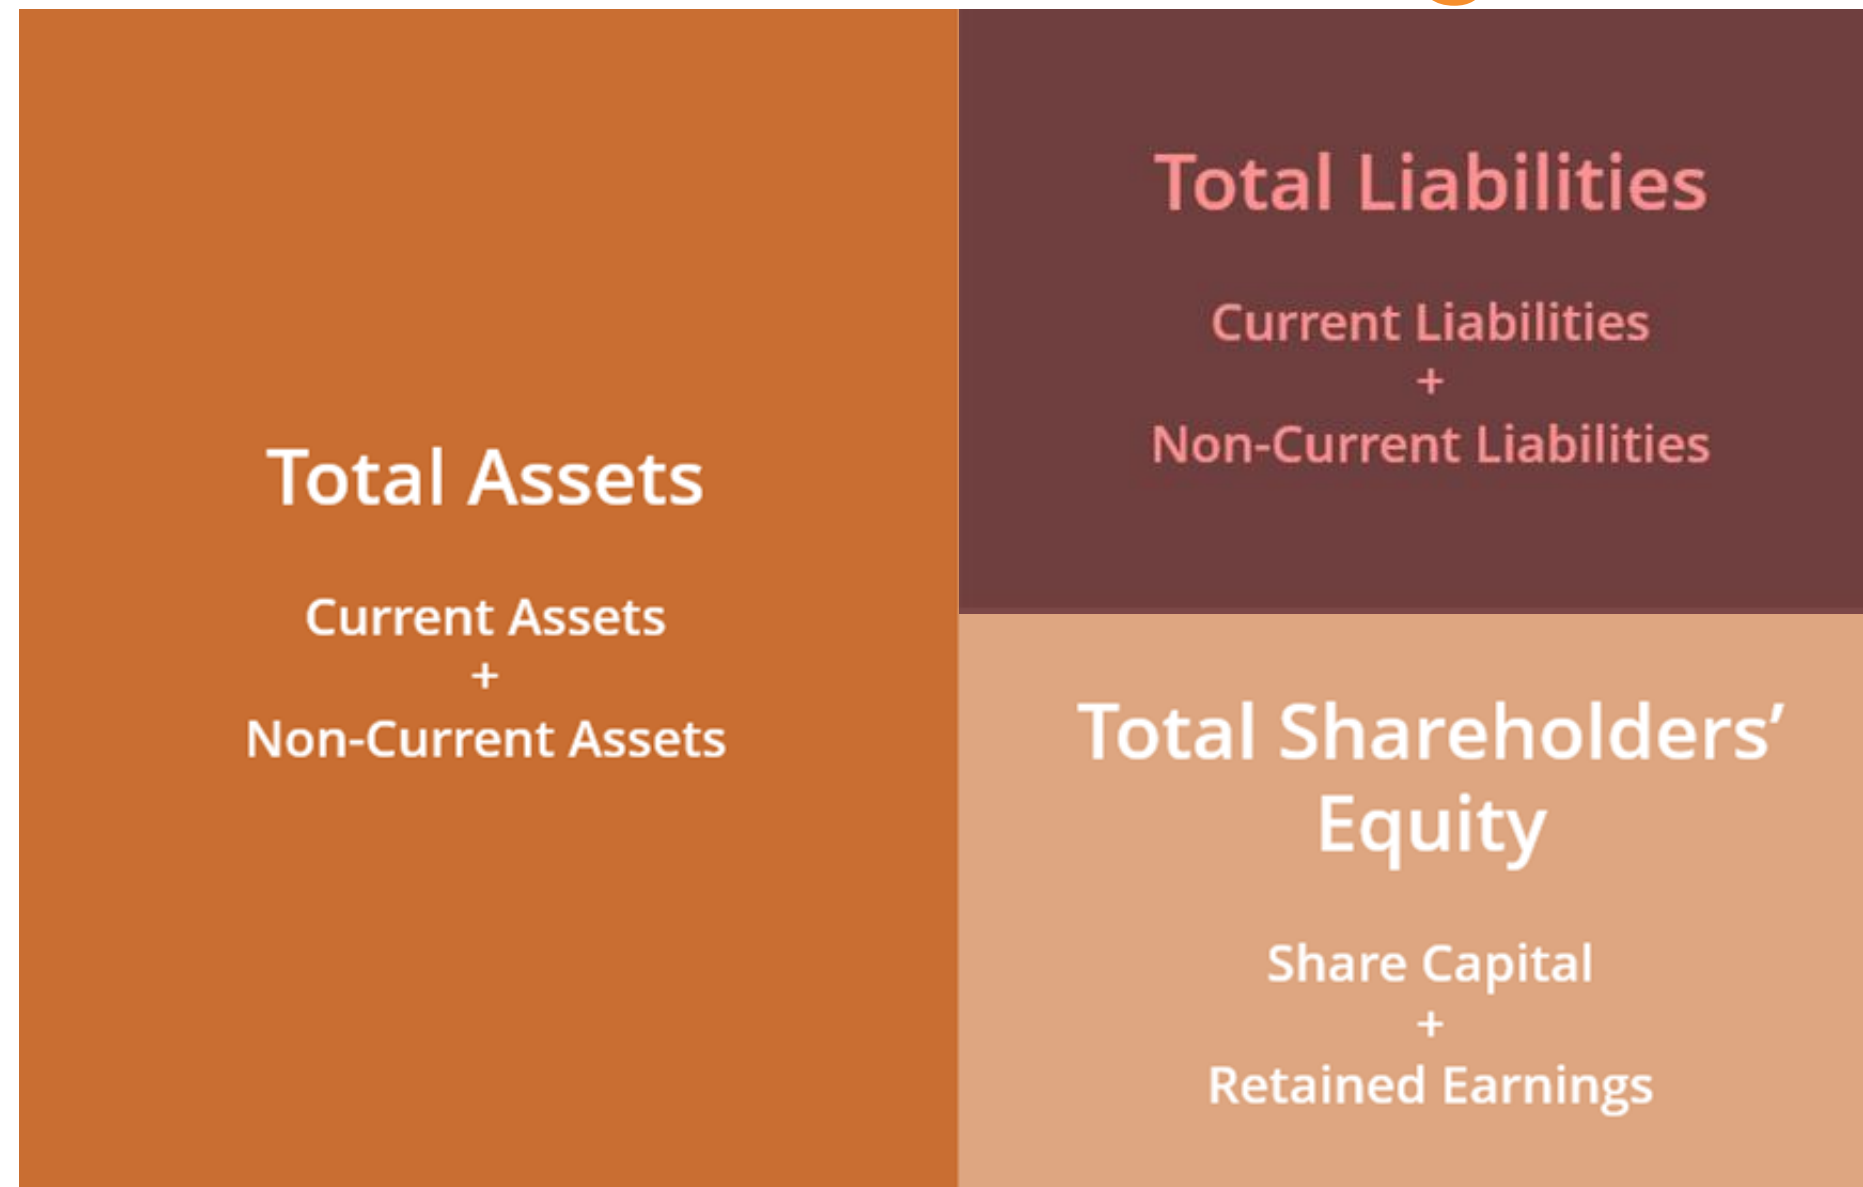 Total Assets
Current Assets
+
Non-Current Assets
Total Liabilities
Current Liabilities
+
Non-Current Liabilities
Total Shareholders’
Equity
Share Capital
+
Retained Earnings